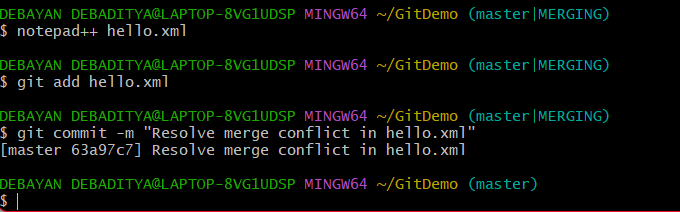 DEBAYAN DEBADITYA@LAPTOP-8VG1UDSP MINGW64 ~/GitDemo (master|MERGING)
$ notepad++ hello.xml
DEBAYAN DEBADITYA@LAPTOP-8VG1UDSP MINGW64 ~/GitDemo (master|MERGING)
$ git add hello.xml
DEBAYAN DEBADITYA@LAPTOP-8VG1UDSP MINGW64 ~/GitDemo (master|MERGING)
$ git commit -m "Resolve merge conflict in hello.xml"
[master 63a97c7] Resolve merge conflict in hello.xml
DEBAYAN DEBADITYA@LAPTOP-8VG1UDSP MINGW64 ~/GitDemo (master)
$